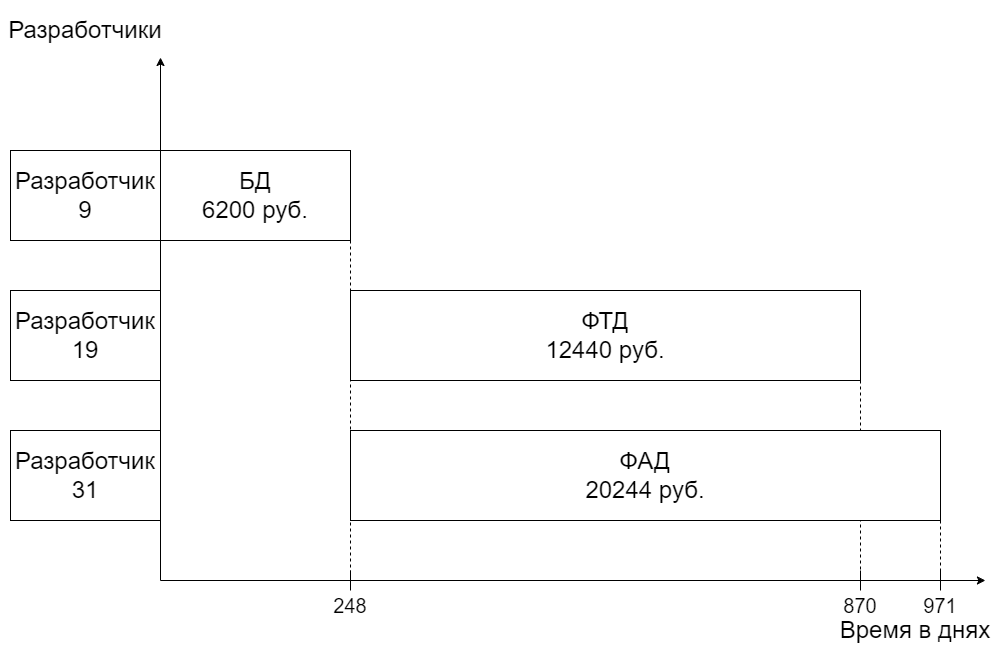 Разработчики
Разработчик
9
БД
6200 руб.
Разработчик
19
ФТД
12440 руб.
Разработчик
31
ФАД
20244 руб.
248
870
971
Время в днях